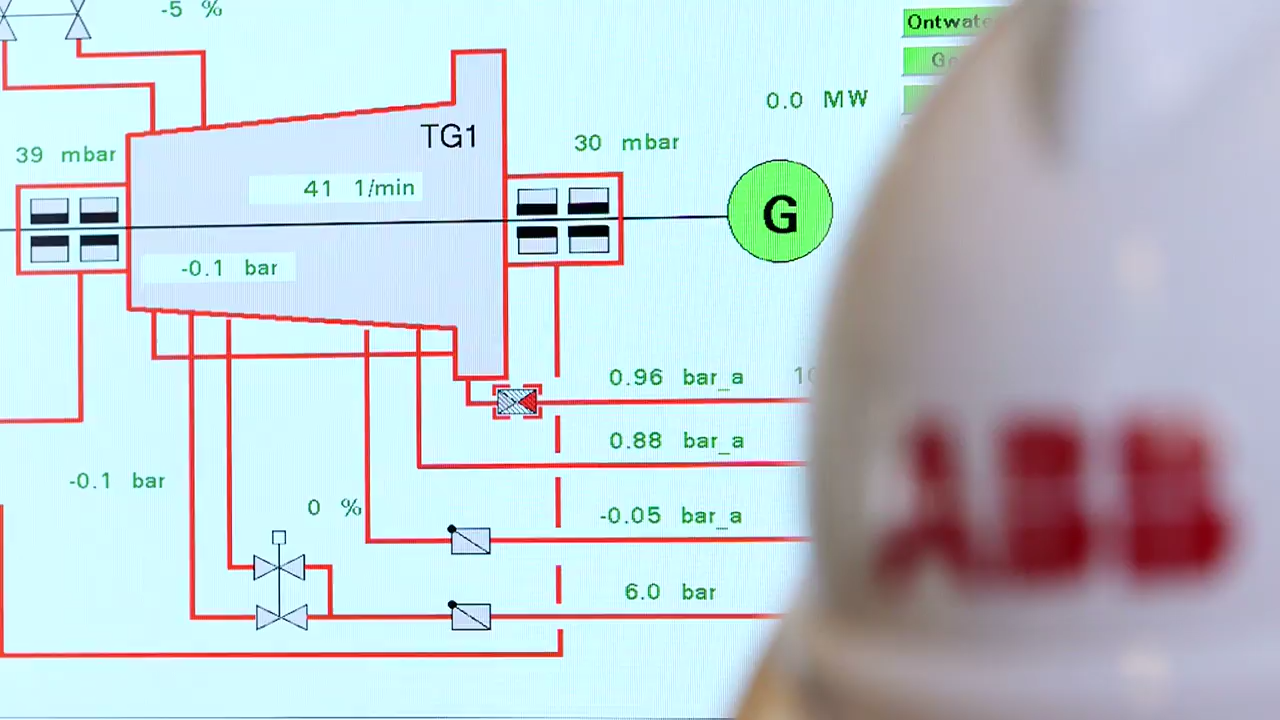 -5 %
Ontwate
0.0 MW
TG1
39 mbar
30 mbar
41 1/min
G
-0.1 bar
0.96 bar_a
0.88 bar_a
-0.1 bar
0 %
-0.05 bar_a
6.0 bar
ABB